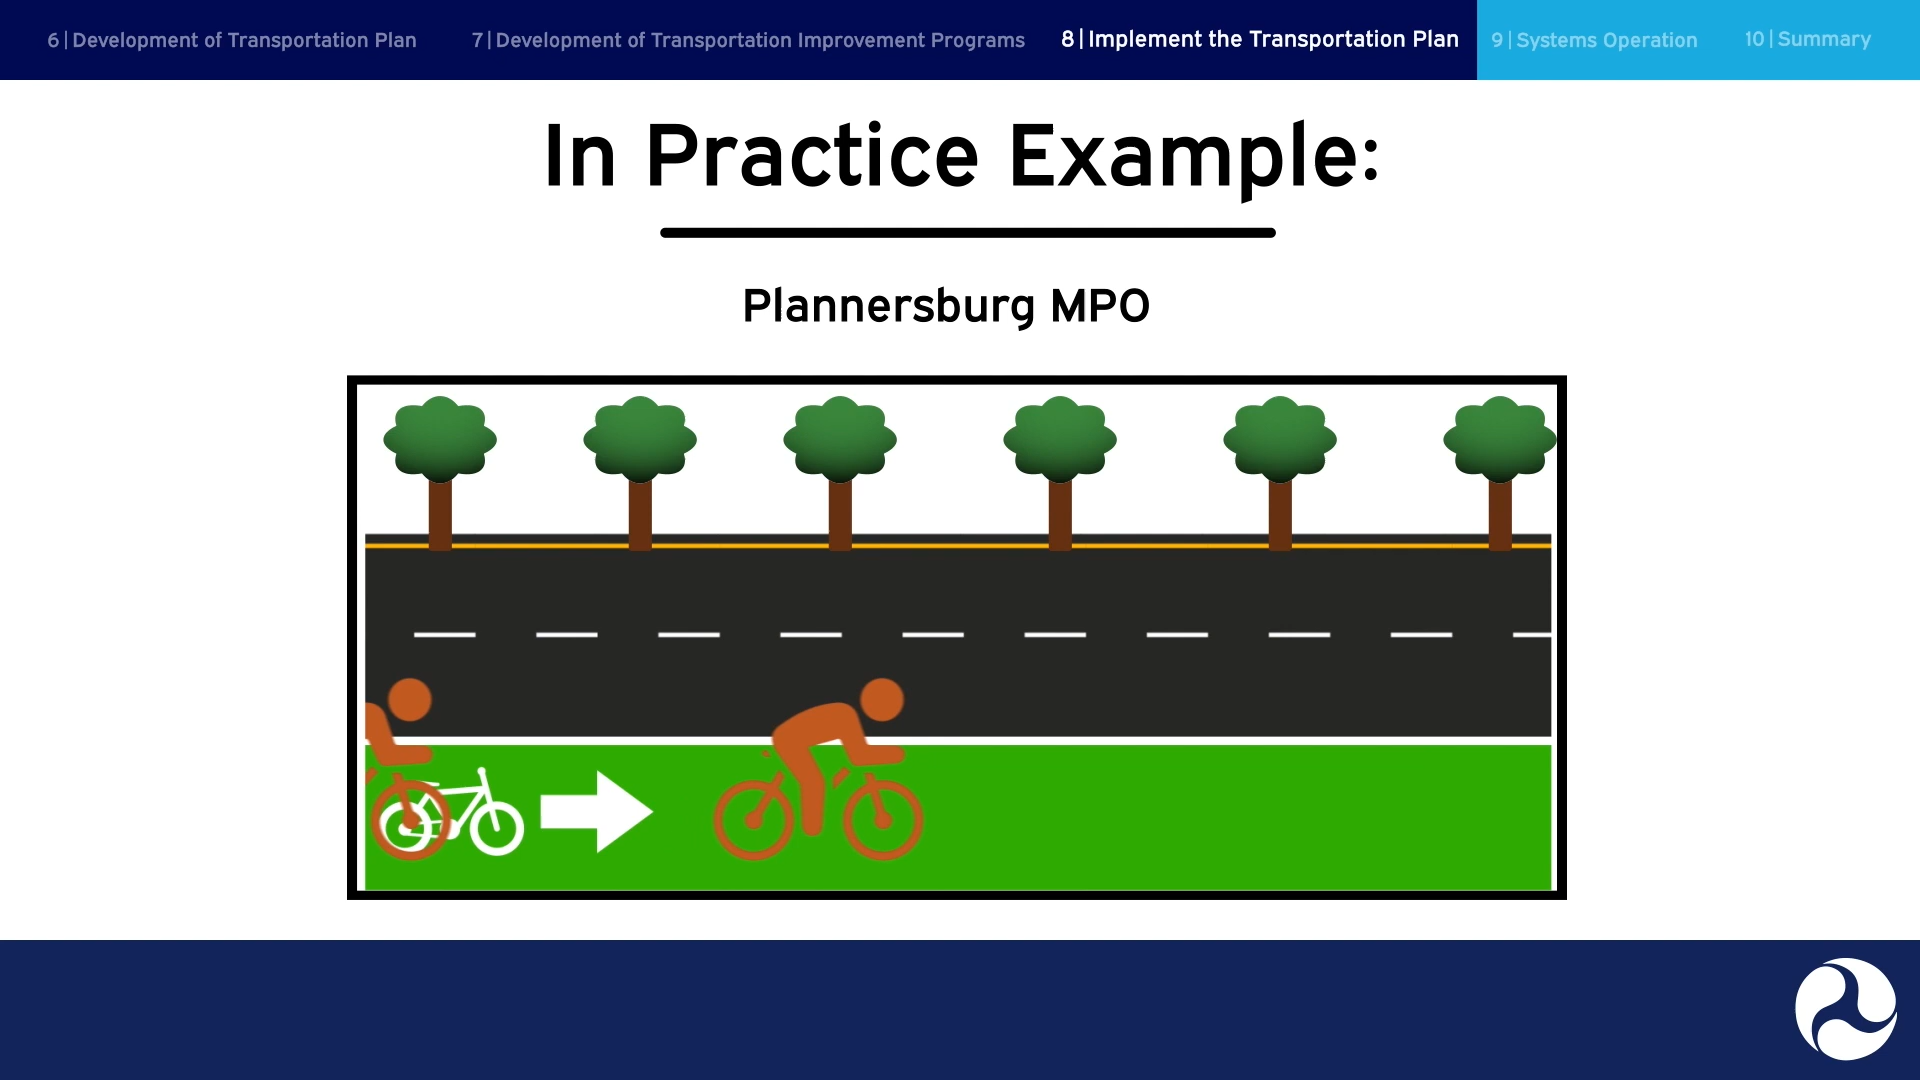 6|Development of Transportation Plan 7|Development of Transportation Improvement Programs 8|Implement the Transportation Plan 9|Systems Operation 10|Summary
In Practice Example:
Plannersburg MPO